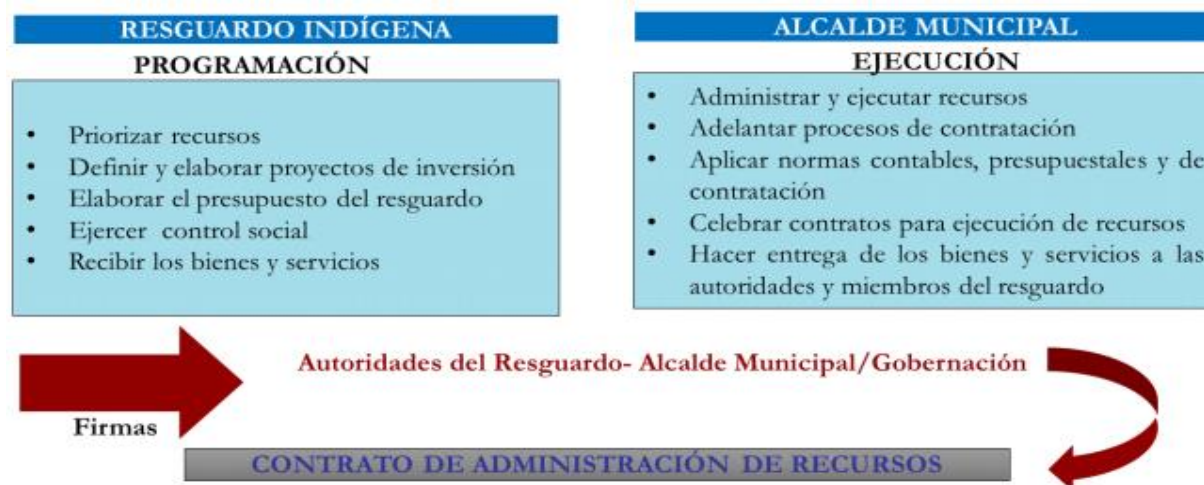 RESGUARDO INDÍGENA
PROGRAMACIÓN
• Priorizar recursos
• Definir y elaborar proyectos de inversión
• Elaborar el presupuesto del resguardo
• Ejercer control social
• Recibir los bienes y servicios
ALCALDE MUNICIPAL
EJECUCIÓN
• Administrar y ejecutar recursos
• Adelantar procesos de contratación
• Aplicar normas contables, presupuestales y de
contratación
• Celebrar contratos para ejecución de recursos
• Hacer entrega de los bienes y servicios a las
autoridades y miembros del resguardo
Autoridades del Resguardo- Alcalde Municipal/Gobernación
Firmas
CONTRATO DE ADMINISTRACIÓN DE RECURSOS